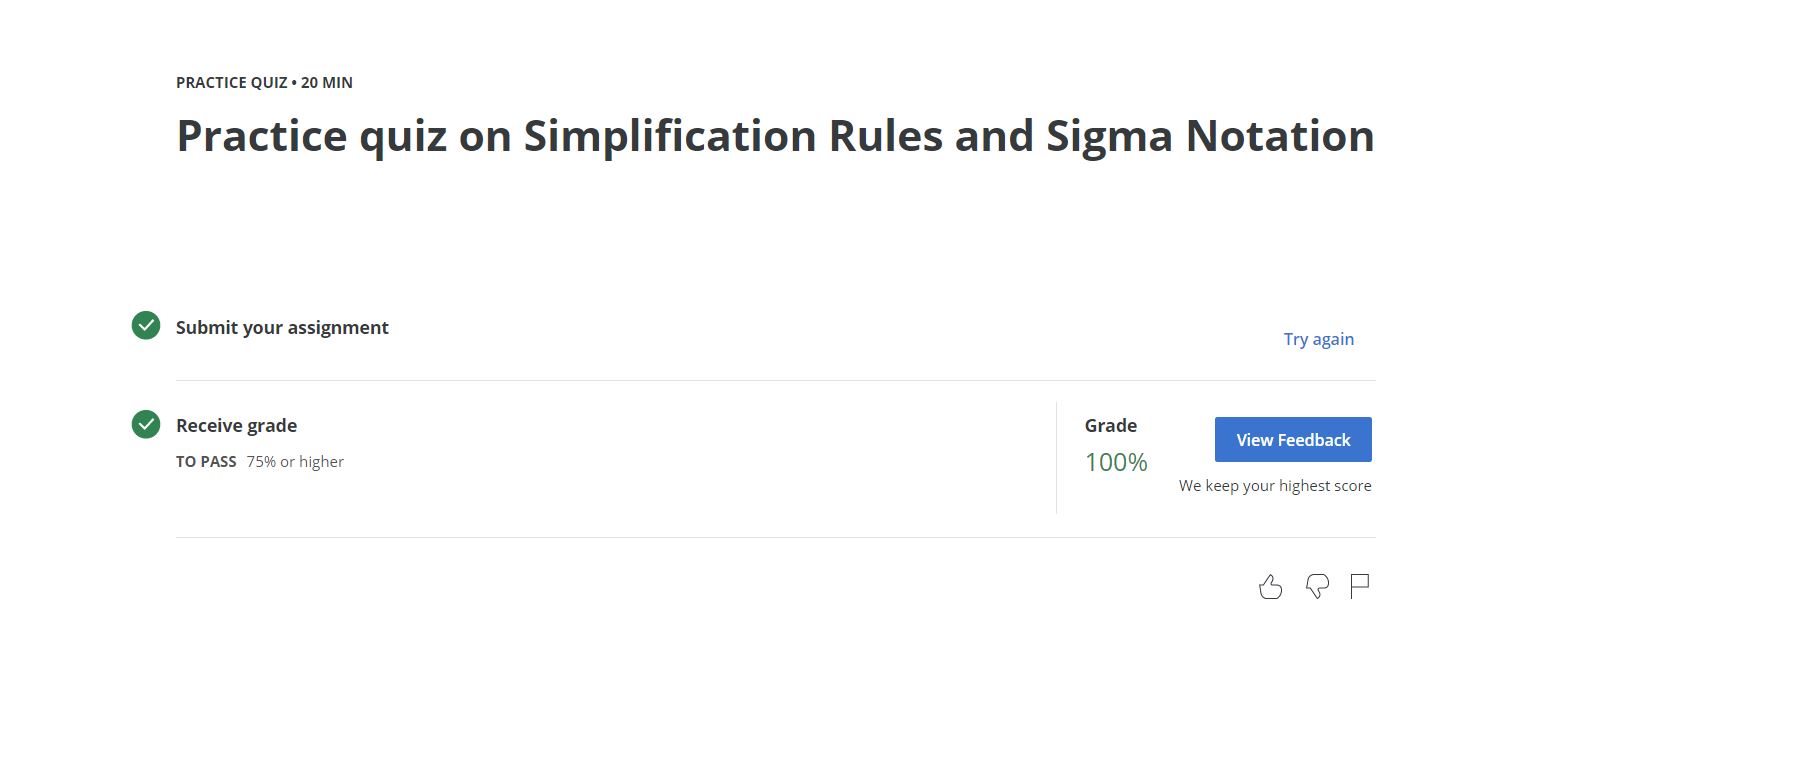 PRACTICE QUIZ • 20 MIN
Practice quiz on Simplification Rules and Sigma Notation
Submit your assignment
Try again
Receive grade
TO PASS 75% or higher
Grade
100%
View Feedback
We keep your highest score